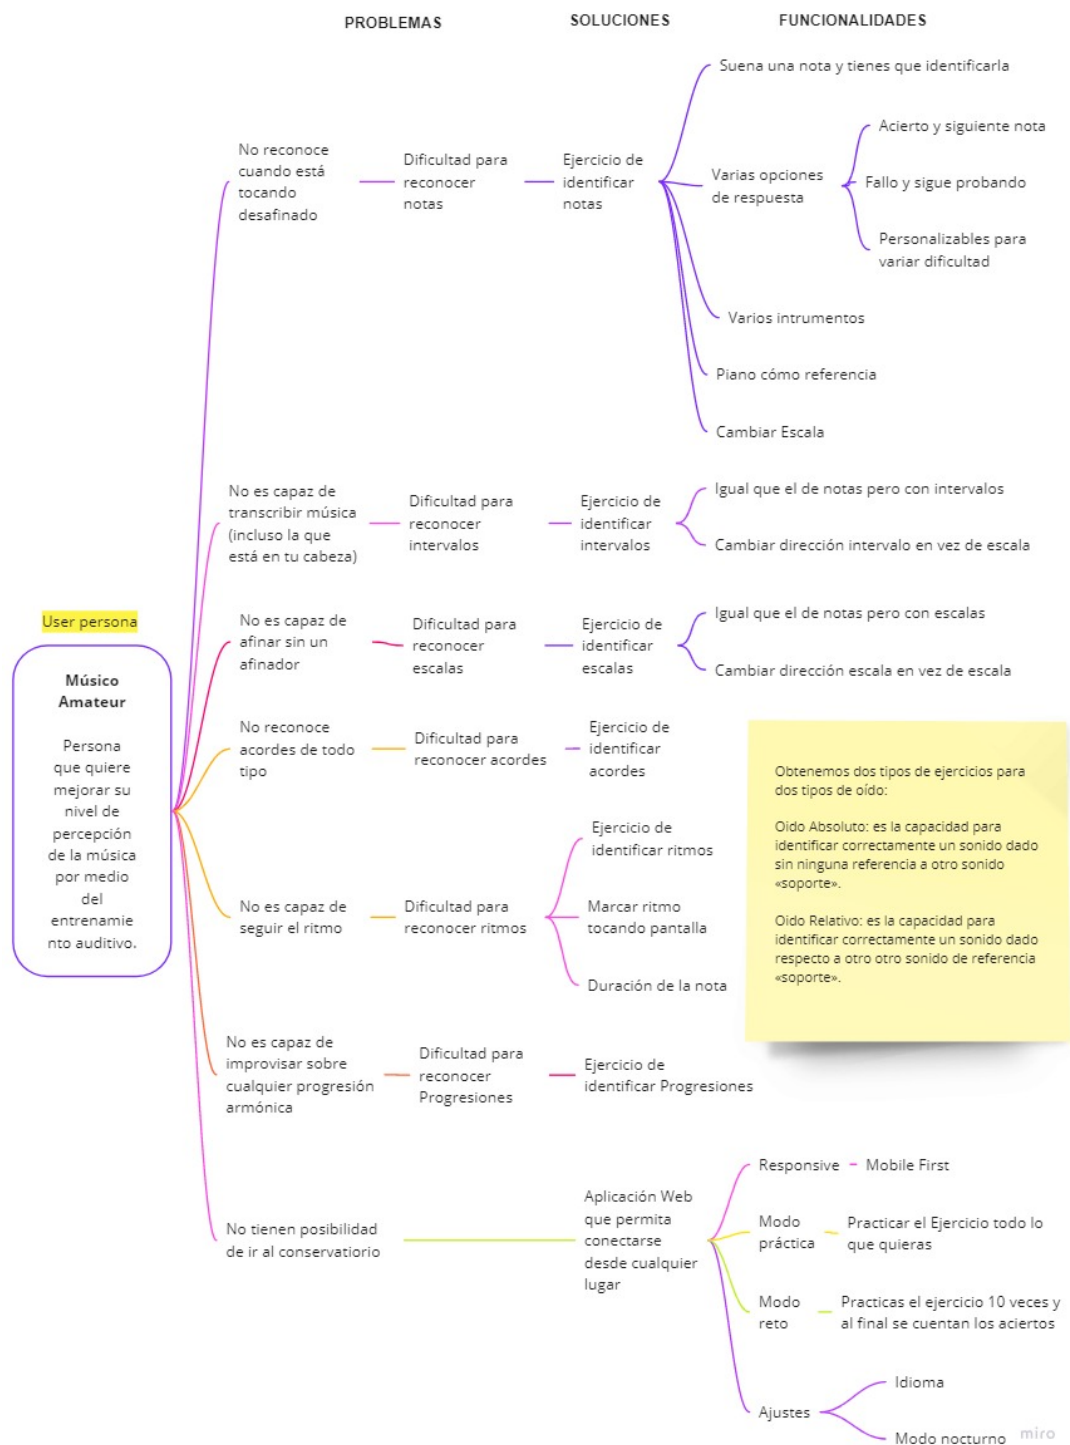 PROBLEMAS
SOLUCIONES
FUNCIONALIDADES
User persona
Músico
Amateur
Persona
que quiere
mejorar su
nivel de
percepción
de la música
por medio
del
entrenamie
nto auditivo.
No reconoce
cuando está
tocando
desafinado
Dificultad para
reconocer
notas
Ejercicio de
identificar
notas
Suena una nota y tienes que identificarla
Varias opciones
de respuesta
Acierto y siguiente nota
Fallo y sigue probando
Personalizables para
variar dificultad
Varios intrumentos
Piano cómo referencia
Cambiar Escala
No es capaz de
transcribir música
(incluso la que
está en tu cabeza)
Dificultad para
reconocer
intervalos
Ejercicio de
identificar
intervalos
Igual que el de notas pero con intervalos
Cambiar dirección intervalo en vez de escala
No es capaz de
afinar sin un
afinador
Dificultad para
reconocer
escalas
Ejercicio de
identificar
escalas
Igual que el de notas pero con escalas
Cambiar dirección escala en vez de escala
No reconoce
acordes de todo
tipo
Dificultad para
reconocer acordes
Ejercicio de
identificar
acordes
No es capaz de
seguir el ritmo
Dificultad para
reconocer ritmos
Ejercicio de
identificar ritmos
Marcar ritmo
tocando pantalla
Duración de la nota
Obtenemos dos tipos de ejercicios para
dos tipos de oído:
Oido Absoluto: es la capacidad para
identificar correctamente un sonido dado
sin ninguna referencia a otro sonido
«soporte».
Oido Relativo: es la capacidad para
identificar correctamente un sonido dado
respecto a otro otro sonido de referencia
«soporte».
No es capaz de
improvisar sobre
cualquier progresión
armónica
Dificultad para
reconocer
Progresiones
Ejercicio de
identificar Progresiones
No tienen posibilidad
de ir al conservatiorio
Aplicación Web
que permita
conectarse
desde cualquier
lugar
Responsive
Mobile First
Modo
práctica
Practicar el Ejercicio todo lo
que quieras
Modo
reto
Practicas el ejercicio 10 veces y
al final se cuentan los aciertos
Ajustes
Idioma
Modo nocturno
miro